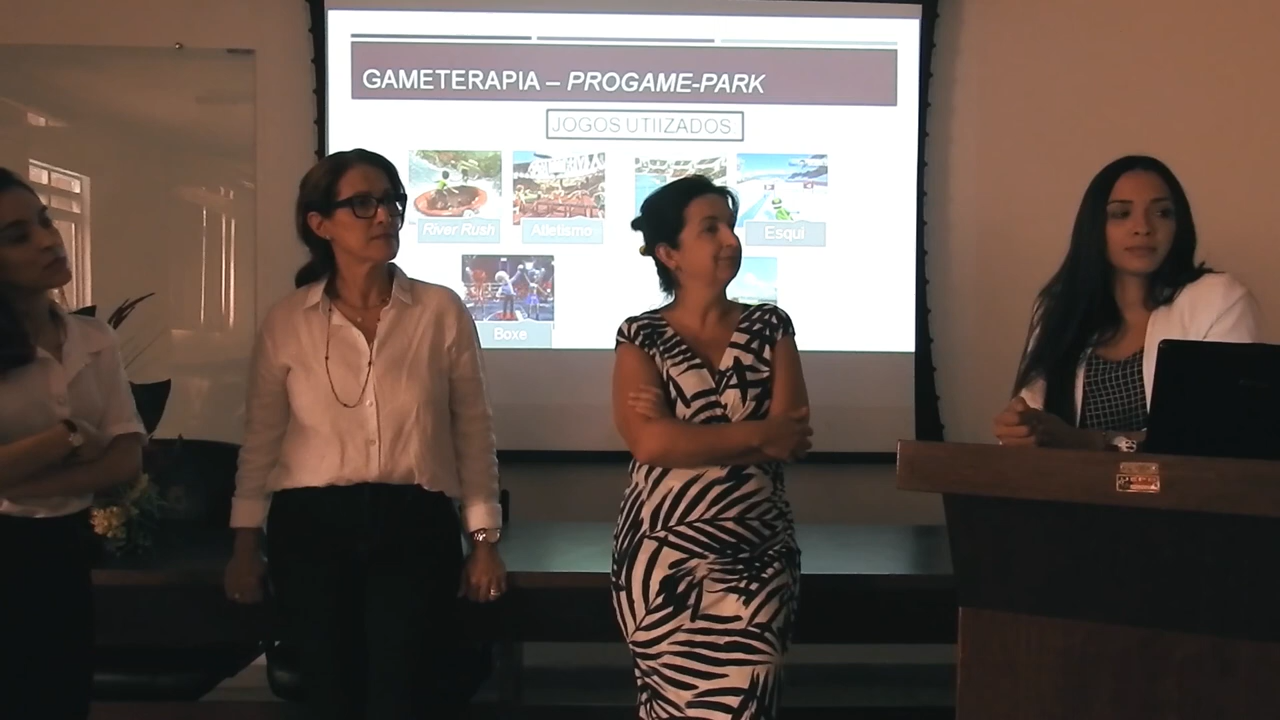 GAMETERAPIA – PROGAME-PARK
JOGOS UTIIZADOS:
River Rush
Atletismo
Esqui
Boxe